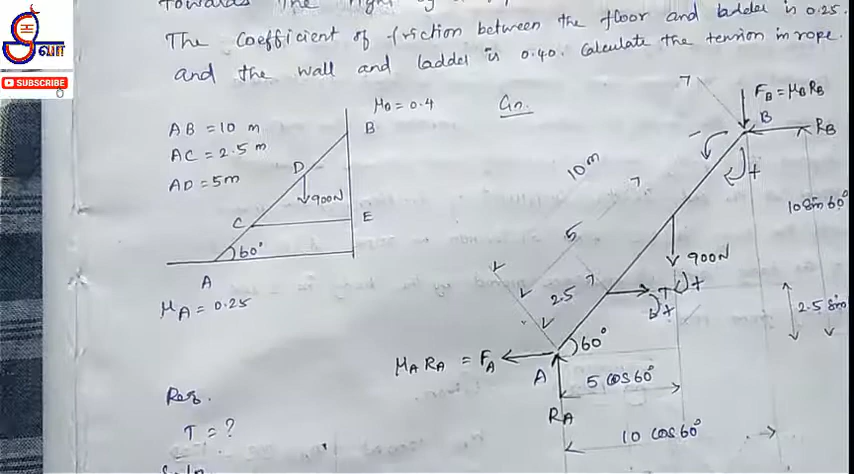 towards the right by a
The coefficient of friction between the floor and ladder is 0.25
and the wall and ladder is 0.40. Calculate the tension in rope.
லா
SUBSCRIBE
AB = 10 m
AC = 2.5 m
AD = 5m
μB = 0.4
B
D
900N
C
E
60°
A
μA = 0.25
Req.
T = ?
Soln
Gn.
FB = μB RB
B
RB
+
10 m
10 sin 60°
5
900N
+
2.5
T
+
2.5 sin
60°
μA RA = FA
A
5 cos 60°
RA
10 cos 60°